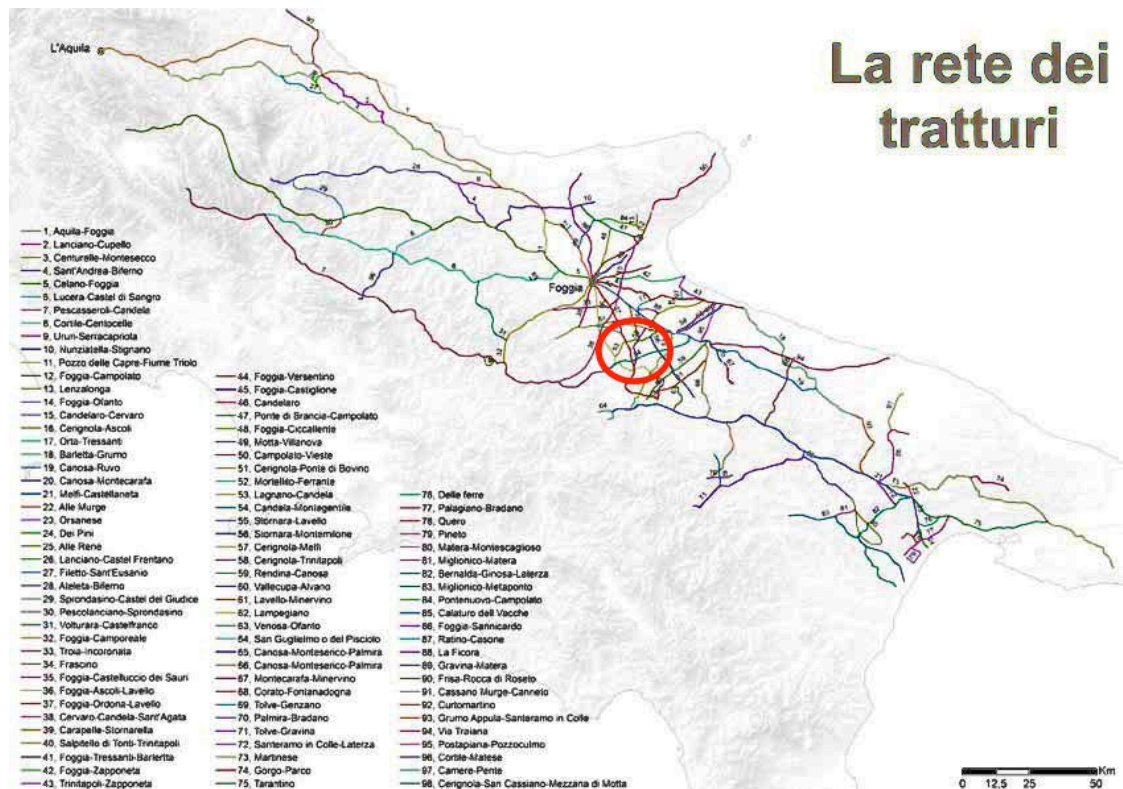 La rete dei
tratturi
L'Aquila
Foggia
1, Aquila-Foggia
2, Lanciano-Cupello
3, Centurelle-Montesecco
4, Sant'Andrea-Biferno
5, Celano-Foggia
6, Lucera-Castel di Sangro
7, Pescasseroli-Candela
8, Cortile-Centocelle
9, Ururi-Serracapriola
10, Nunziatella-Stignano
11, Pozzo delle Capre-Fiume Triolo
12, Foggia-Campolato
13, Lenzalonga
14, Foggia-Ofanto
15, Candelaro-Cervaro
16, Cerignola-Ascoli
17, Orta-Tressanti
18, Barletta-Grumo
19, Canosa-Ruvo
20, Canosa-Montecarafa
21, Melfi-Castellaneta
22, Alle Murge
23, Orsanese
24, Dei Pini
25, Alle Rene
26, Lanciano-Castel Frentano
27, Filetto-Sant'Eusanio
28, Ateleta-Biferno
29, Sprondasino-Castel del Giudice
30, Pescolanciano-Sprondasino
31, Volturara-Castelfranco
32, Foggia-Camporeale
33, Troia-Incoronata
34, Frascino
35, Foggia-Castelluccio dei Sauri
36, Foggia-Ascoli-Lavello
37, Foggia-Ordona-Lavello
38, Cervaro-Candela-Sant'Agata
39, Carapelle-Stornarella
40, Salpitello di Tonti-Trinitapoli
41, Foggia-Tressanti-Barletta
42, Foggia-Zapponeta
43, Trinitapoli-Zapponeta
44, Foggia-Versentino
45, Foggia-Castiglione
46, Candelaro
47, Ponte di Brancia-Campolato
48, Foggia-Ciccallente
49, Motta-Villanova
50, Campolato-Vieste
51, Cerignola-Ponte di Bovino
52, Mortellito-Ferrante
53, Lagnano-Candela
54, Candela-Montegentile
55, Stornara-Lavello
56, Stornara-Montemilone
57, Cerignola-Melfi
58, Cerignola-Trinitapoli
59, Rendina-Canosa
60, Vallecupa-Alvano
61, Lavello-Minervino
62, Lampegiano
63, Venosa-Ofanto
64, San Guglielmo o del Pisciolo
65, Canosa-Monteserico-Palmira
66, Canosa-Monteserico-Palmira
67, Montecarafa-Minervino
68, Corato-Fontanadogna
69, Tolve-Genzano
70, Palmira-Bradano
71, Tolve-Gravina
72, Santeramo in Colle-Laterza
73, Martinese
74, Gorgo-Parco
75, Tarantino
76, Delle ferre
77, Palagiano-Bradano
78, Quero
79, Pineto
80, Matera-Montescaglioso
81, Miglionico-Matera
82, Bernalda-Ginosa-Laterza
83, Miglionico-Metaponto
84, Pontenuovo-Campolato
85, Calaturo dell Vacche
86, Foggia-Sannicardo
87, Ratino-Casone
88, La Ficora
89, Gravina-Matera
90, Frisa-Rocca di Roseto
91, Cassano Murge-Canneto
92, Curtomartino
93, Grumo Appula-Santeramo in Colle
94, Via Traiana
95, Postapiana-Pozzoculmo
96, Cortile-Matese
97, Camere-Pente
98, Cerignola-San Cassiano-Mezzana di Motta
Km
0 12.5 25 50